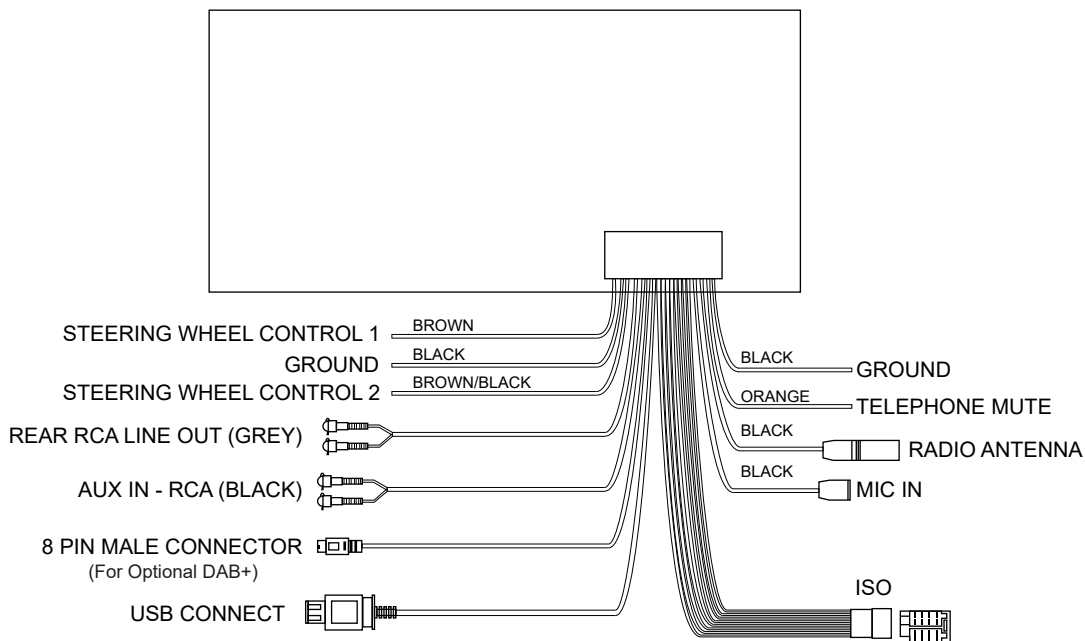 STEERING WHEEL CONTROL 1
BROWN
GROUND
BLACK
STEERING WHEEL CONTROL 2
BROWN/BLACK
REAR RCA LINE OUT (GREY)
AUX IN - RCA (BLACK)
8 PIN MALE CONNECTOR
(For Optional DAB+)
USB CONNECT
BLACK
GROUND
ORANGE
TELEPHONE MUTE
BLACK
RADIO ANTENNA
BLACK
MIC IN
ISO